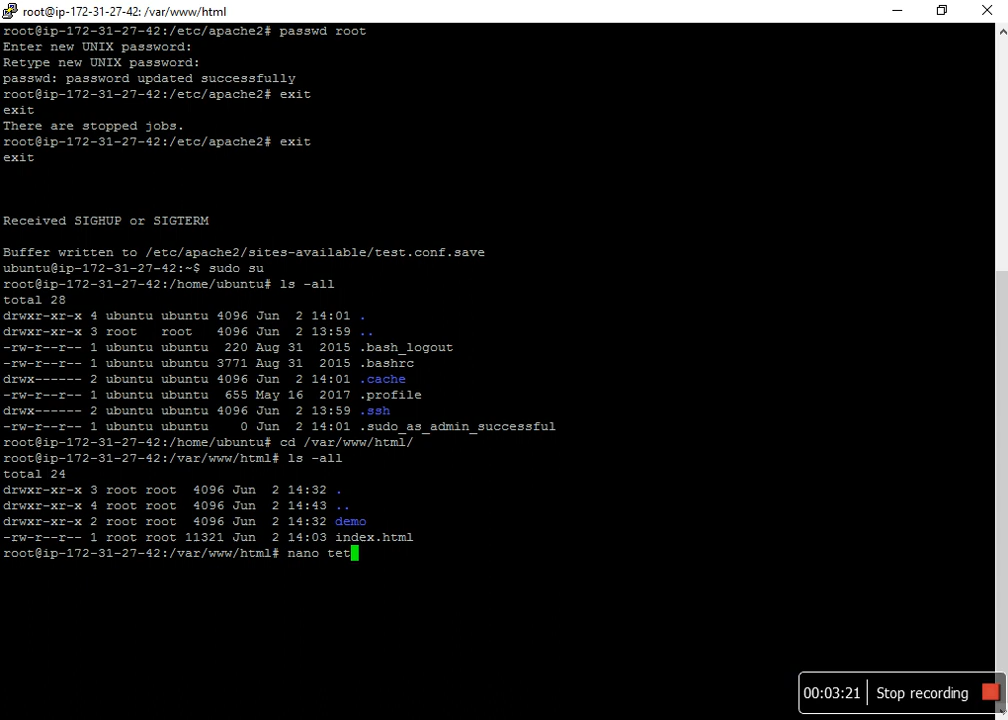 root@ip-172-31-27-42: /var/www/html
root@ip-172-31-27-42:/etc/apache2# passwd root
Enter new UNIX password:
Retype new UNIX password:
passwd: password updated successfully
root@ip-172-31-27-42:/etc/apache2# exit
exit
There are stopped jobs.
root@ip-172-31-27-42:/etc/apache2# exit
exit
Received SIGHUP or SIGTERM
Buffer written to /etc/apache2/sites-available/test.conf.save
ubuntu@ip-172-31-27-42:~$ sudo su
root@ip-172-31-27-42:/home/ubuntu# ls -all
total 28
drwxr-xr-x 4 ubuntu ubuntu 4096 Jun  2 14:01 .
drwxr-xr-x 3 root   root   4096 Jun  2 13:59 ..
-rw-r--r-- 1 ubuntu ubuntu  220 Aug 31  2015 .bash_logout
-rw-r--r-- 1 ubuntu ubuntu 3771 Aug 31  2015 .bashrc
drwx------ 2 ubuntu ubuntu 4096 Jun  2 14:01 .cache
-rw-r--r-- 1 ubuntu ubuntu  655 May 16  2017 .profile
drwx------ 2 ubuntu ubuntu 4096 Jun  2 13:59 .ssh
-rw-r--r-- 1 ubuntu ubuntu    0 Jun  2 14:01 .sudo_as_admin_successful
root@ip-172-31-27-42:/home/ubuntu# cd /var/www/html/
root@ip-172-31-27-42:/var/www/html# ls -all
total 24
drwxr-xr-x 3 root root  4096 Jun  2 14:32 .
drwxr-xr-x 4 root root  4096 Jun  2 14:43 ..
drwxr-xr-x 2 root root  4096 Jun  2 14:32 demo
-rw-r--r-- 1 root root 11321 Jun  2 14:03 index.html
root@ip-172-31-27-42:/var/www/html# nano tet
00:03:21 Stop recording